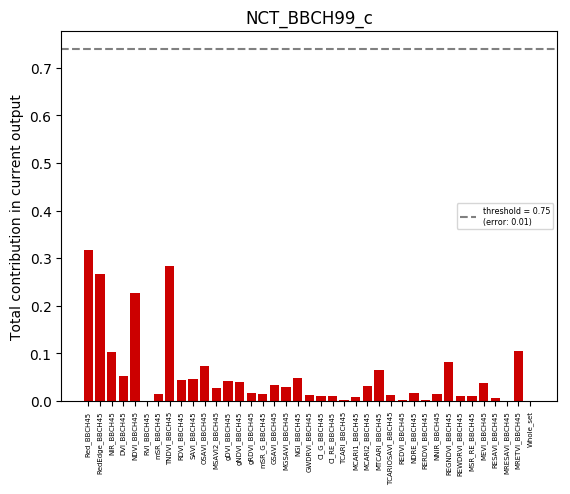 NCT_BBCH99_c
Total contribution in current output
0.7
0.6
0.5
0.4
0.3
0.2
0.1
0.0
threshold = 0.75
(error: 0.01)
Red_BBCH45
RedEdge_BBCH45
NIR_BBCH45
DVI_BBCH45
NDVI_BBCH45
RVI_BBCH45
mSR_BBCH45
TNDVI_BBCH45
RDVI_BBCH45
SAVI_BBCH45
OSAVI_BBCH45
MSAVI2_BBCH45
gDVI_BBCH45
gNDVI_BBCH45
gRDVI_BBCH45
mSR_G_BBCH45
GSAVI_BBCH45
MGSAVI_BBCH45
NGI_BBCH45
GWDRVI_BBCH45
CI_G_BBCH45
CI_RE_BBCH45
TCARI_BBCH45
MCARI1_BBCH45
MCARI2_BBCH45
MTCARI_BBCH45
TCARIOSAVI_BBCH45
REDVI_BBCH45
NDRE_BBCH45
RERDVI_BBCH45
NNIR_BBCH45
REGNDVI_BBCH45
REWDRVI_BBCH45
MSR_RE_BBCH45
MEVI_BBCH45
RESAVI_BBCH45
MRESAVI_BBCH45
MRETVI_BBCH45
Whole_set